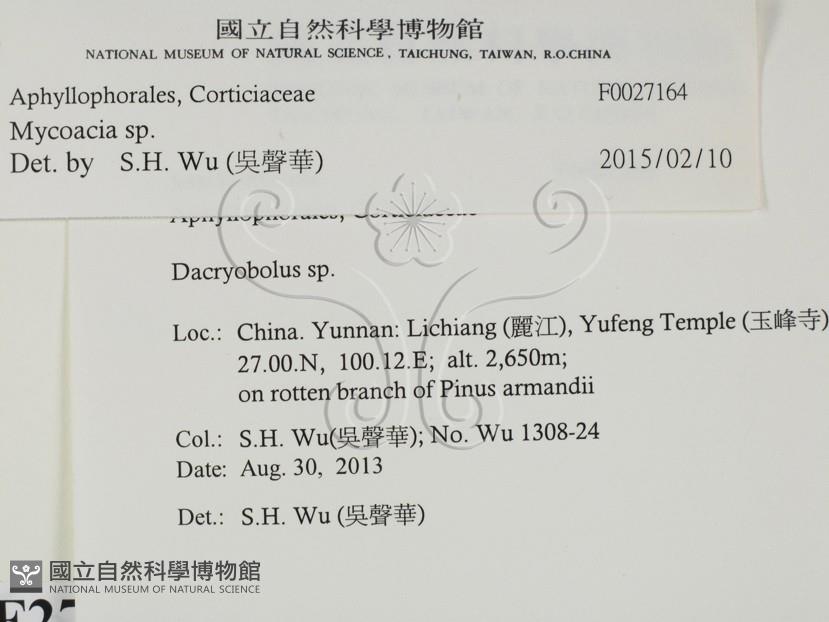 國立自然科學博物館
NATIONAL MUSEUM OF NATURAL SCIENCE, TAICHUNG, TAIWAN, R.O.CHINA
Aphyllophorales, Corticiaceae F0027164
Mycoacia sp.
Det. by S.H. Wu (吳聲華) 2015/02/10
Aphyllophorales, Corticiaceae
Dacryobolus sp.
Loc.: China. Yunnan: Lichiang (麗江), Yufeng Temple (玉峰寺)
27.00.N, 100.12.E; alt. 2,650m;
on rotten branch of Pinus armandii
Col.: S.H. Wu(吳聲華); No. Wu 1308-24
Date: Aug. 30, 2013
Det.: S.H. Wu (吳聲華)
國立自然科學博物館
NATIONAL MUSEUM OF NATURAL SCIENCE